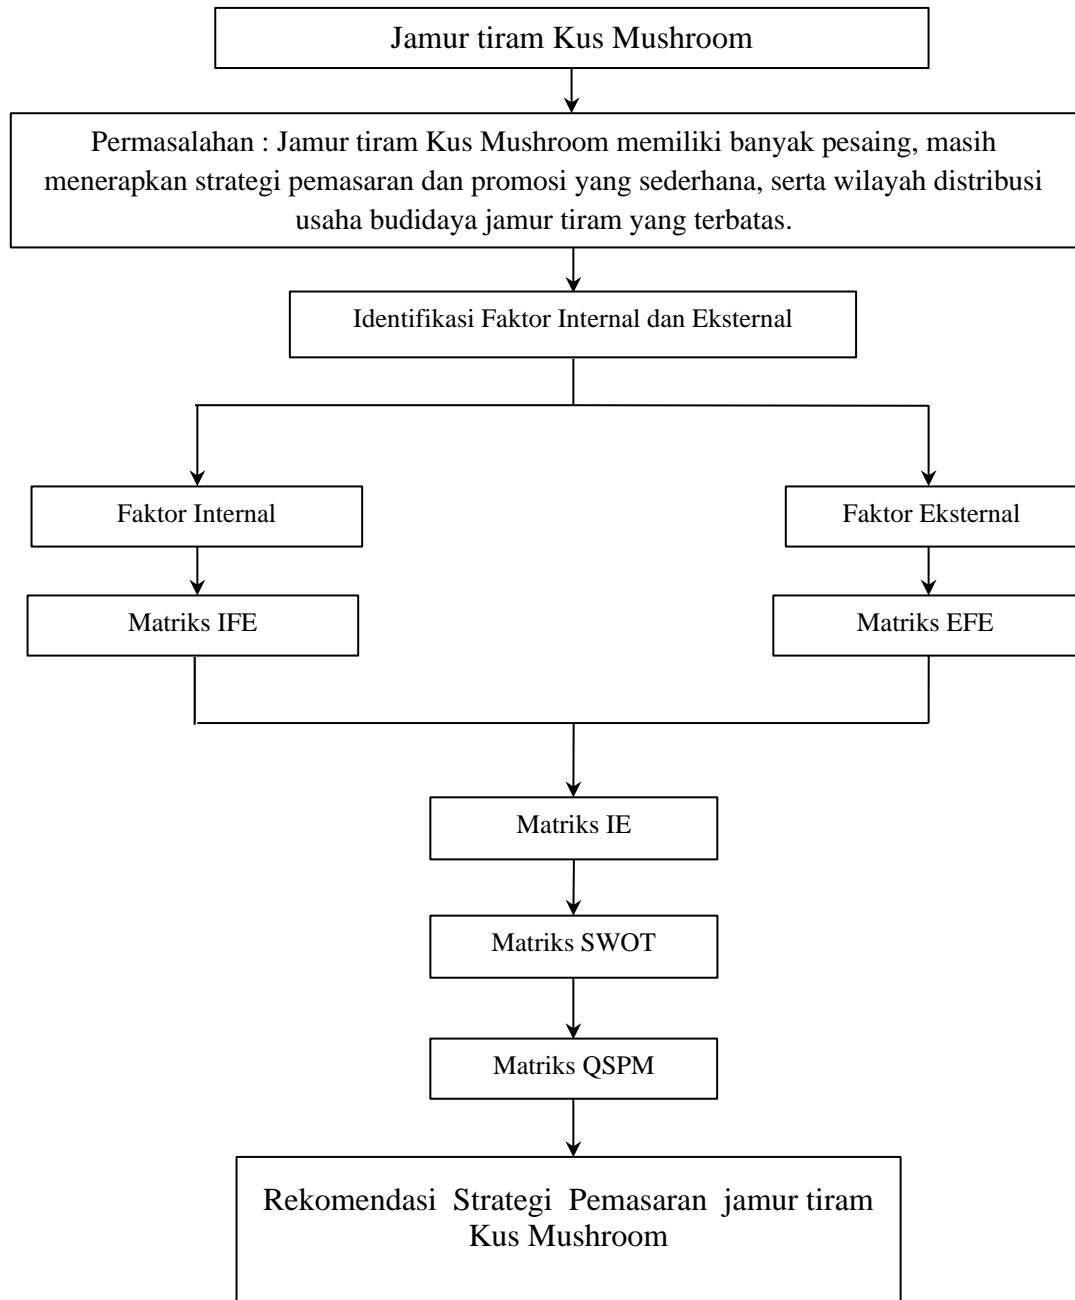 Jamur tiram Kus Mushroom
Permasalahan : Jamur tiram Kus Mushroom memiliki banyak pesaing, masih
menerapkan strategi pemasaran dan promosi yang sederhana, serta wilayah distribusi
usaha budidaya jamur tiram yang terbatas.
Identifikasi Faktor Internal dan Eksternal
Faktor Internal
Faktor Eksternal
Matriks IFE
Matriks EFE
Matriks IE
Matriks SWOT
Matriks QSPM
Rekomendasi Strategi Pemasaran jamur tiram
Kus Mushroom